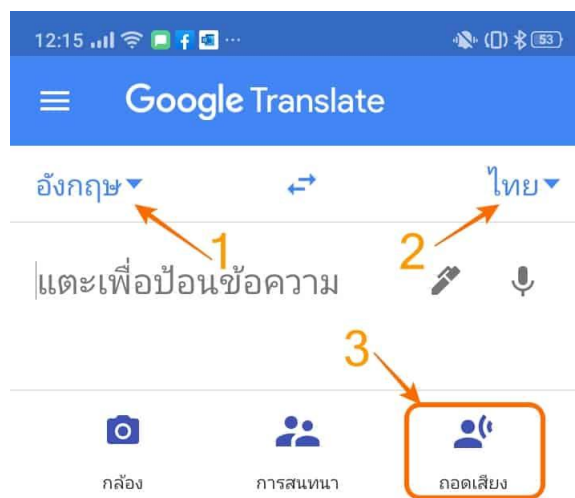 12:15
53
Google Translate
อังกฤษ
ไทย
1
2
แตะเพื่อป้อนข้อความ
3
กล้อง
การสนทนา
ถอดเสียง